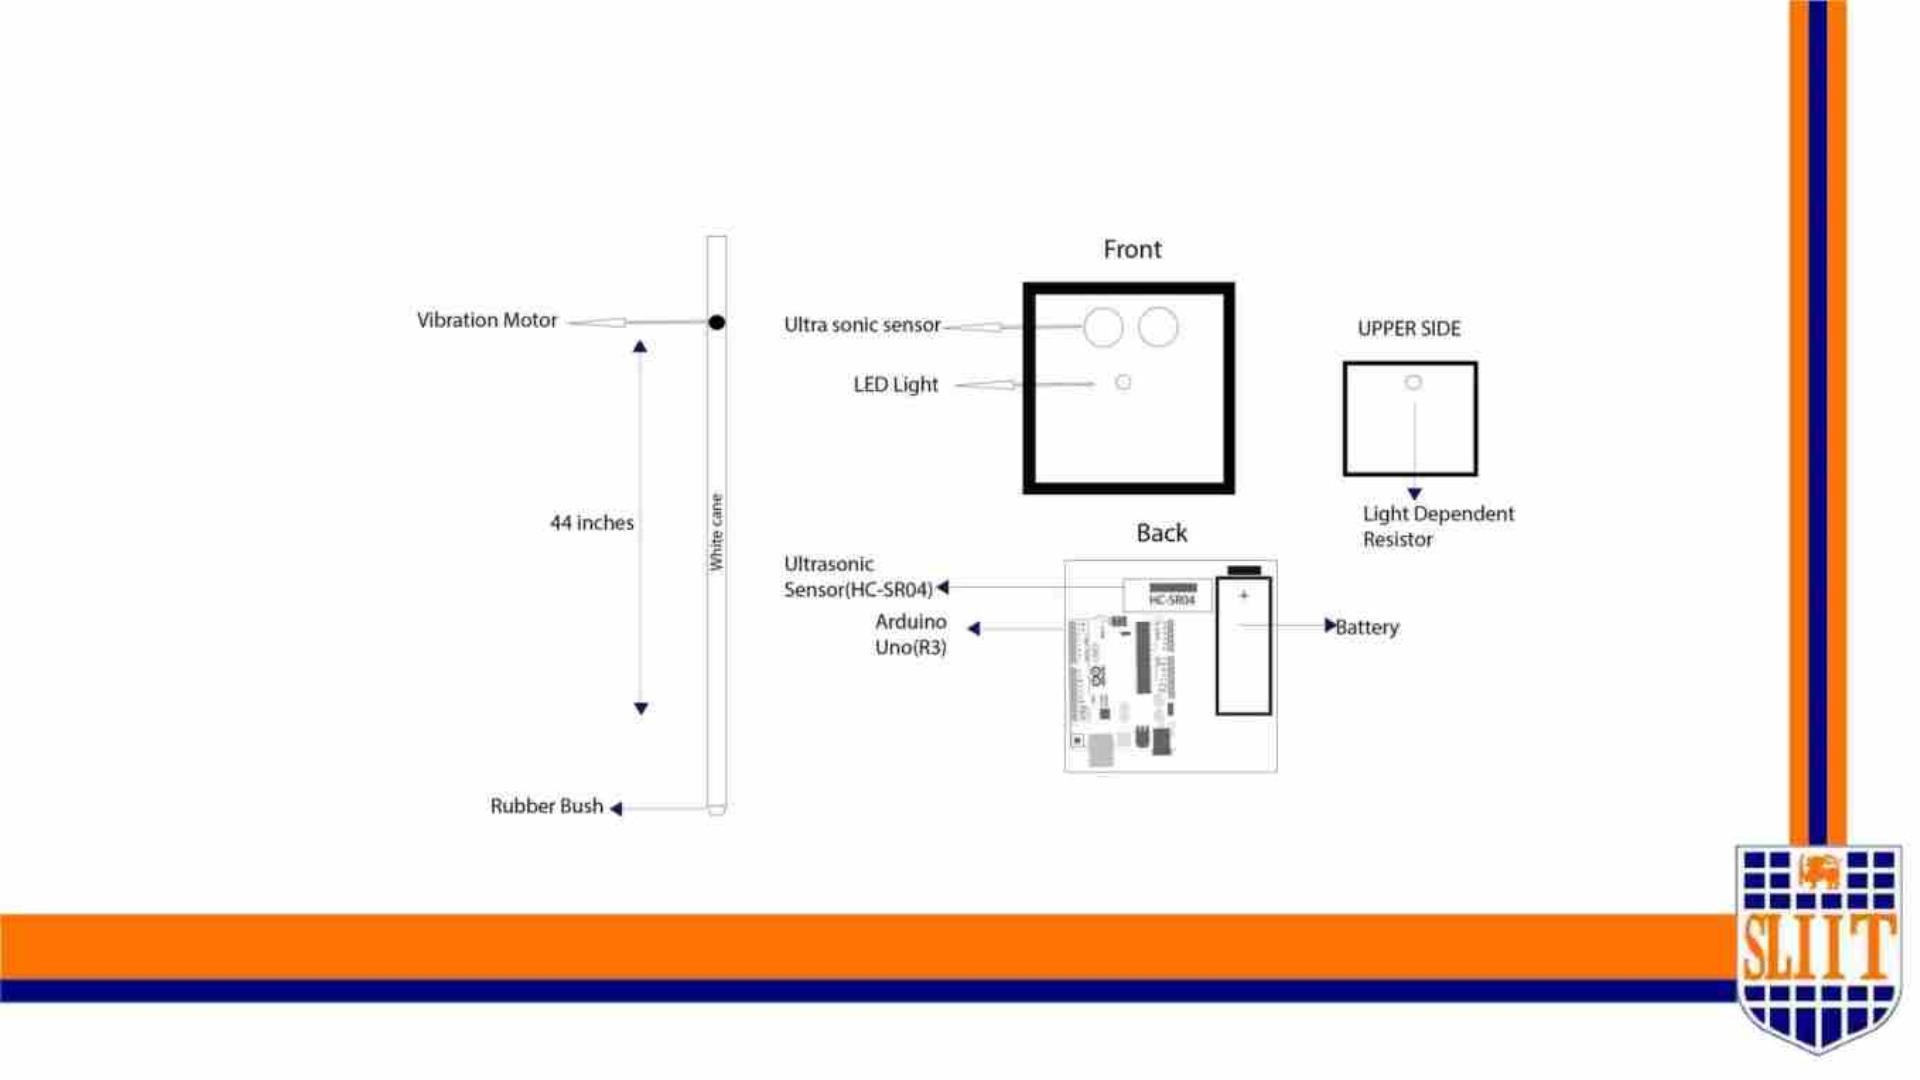 Front
Vibration Motor
Ultra sonic sensor
UPPER SIDE
LED Light
44 inches
White cane
Light Dependent
Resistor
Back
Ultrasonic
Sensor(HC-SR04)
HC-SR04
+
Arduino
Uno(R3)
Battery
Rubber Bush
SLIIT